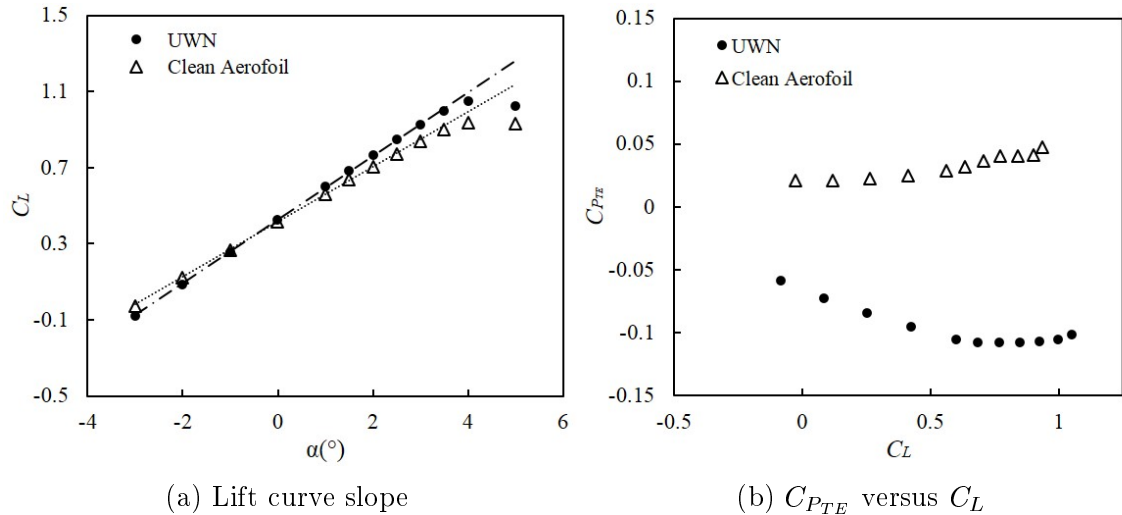 1.5
1.1
0.7
0.3
-0.1
-0.5
C_L
UWN
Clean Aerofoil
-4 -2 0 2 4 6
α(°)
(a) Lift curve slope
0.15
0.1
0.05
0
-0.05
-0.1
-0.15
C_{P_{TE}}
UWN
Clean Aerofoil
-0.5 0 0.5 1
C_L
(b) C_{P_{TE}} versus C_L